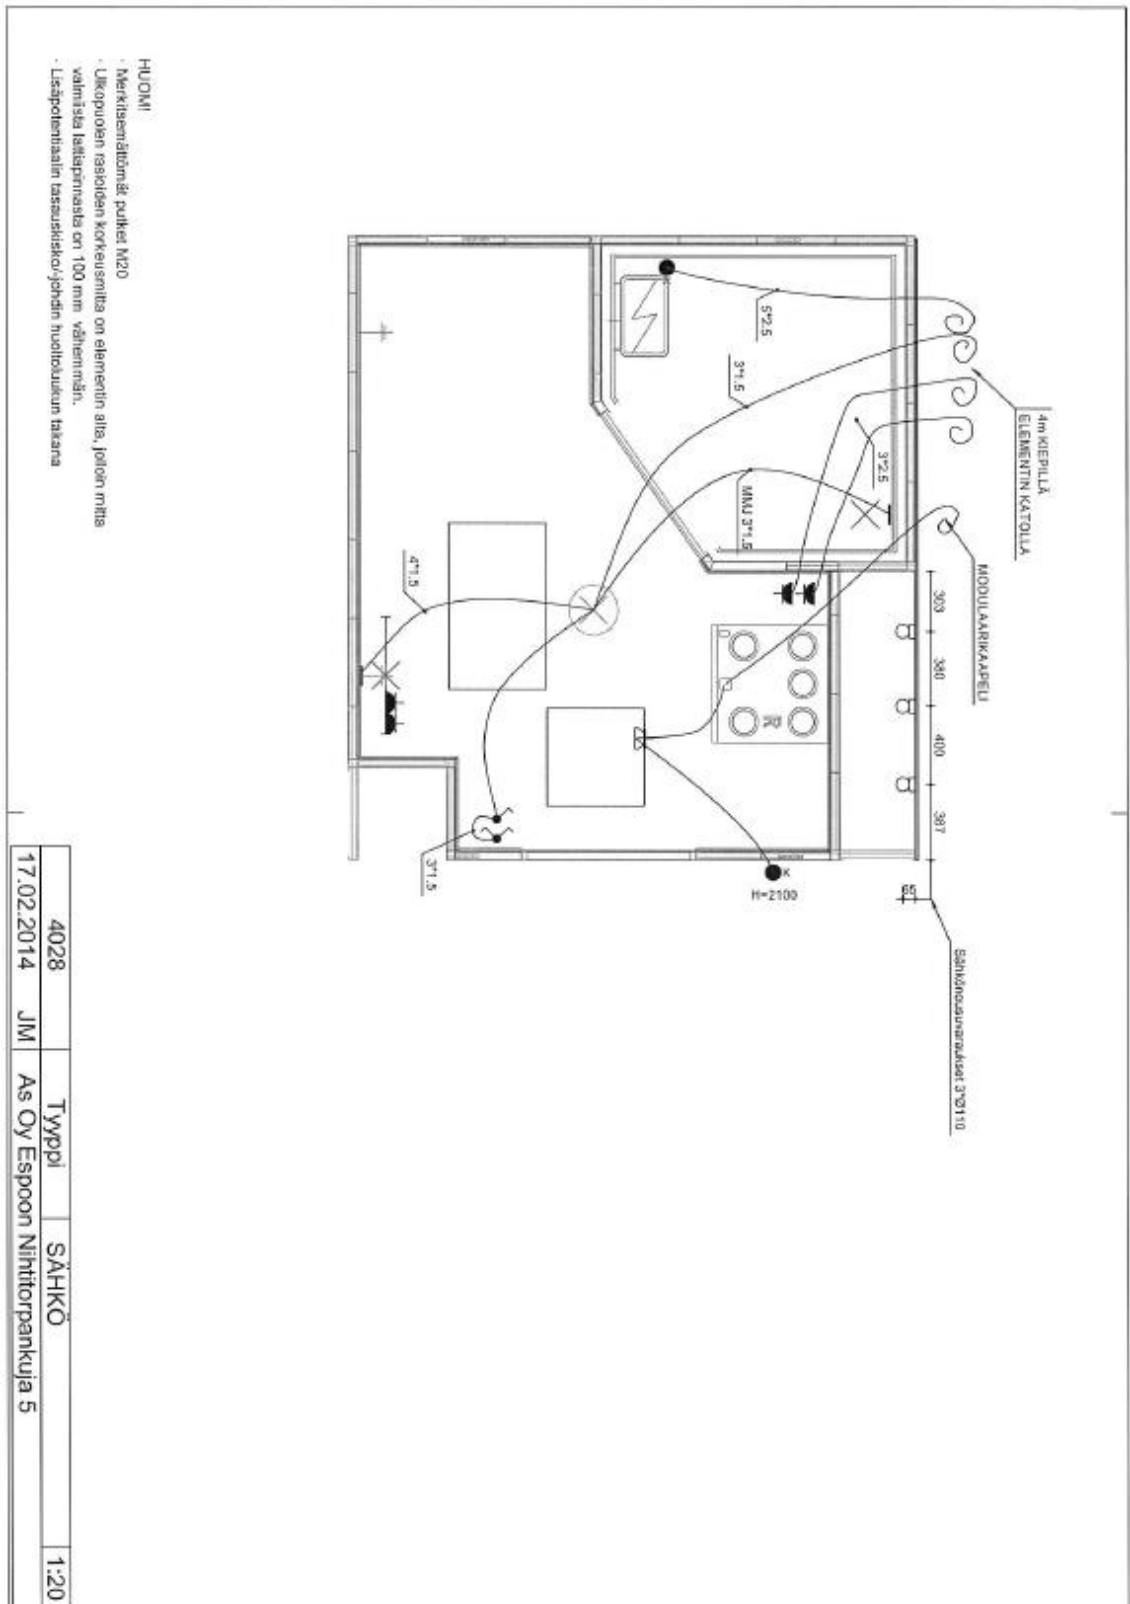 HUOM!
- Merkitsemättömät putket M20
- Ulkopuolen rasioiden korkeusmitta on elementin alta, jolloin mitta
valmiista lattiapinnasta on 100 mm vähemmän.
- Lisäpotentiaalin tasauskisko/-johdin huoltoluukun takana
4m KIEPILLÄ
ELEMENTIN KATOLLA
MODULAARIKAAPELI
5*2.5
3*1.5
3*2.5
MMJ 3*1.5
4*1.5
3*1.5
303
380
400
387
65
K
H=2100
Sähkönousuvaraukset 3*Ø110
4028
Tyyppi
SÄHKÖ
1:20
17.02.2014 JM
As Oy Espoon Nihtitorpankuja 5